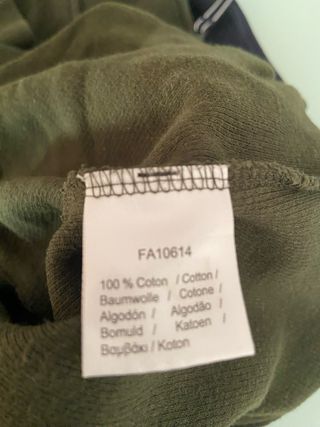 FA10614
100 % Coton / Cotton /
Baumwolle / Cotone /
Algodón / Algodão /
Bomuld / Katoen /
Βαμβάκι / Koton